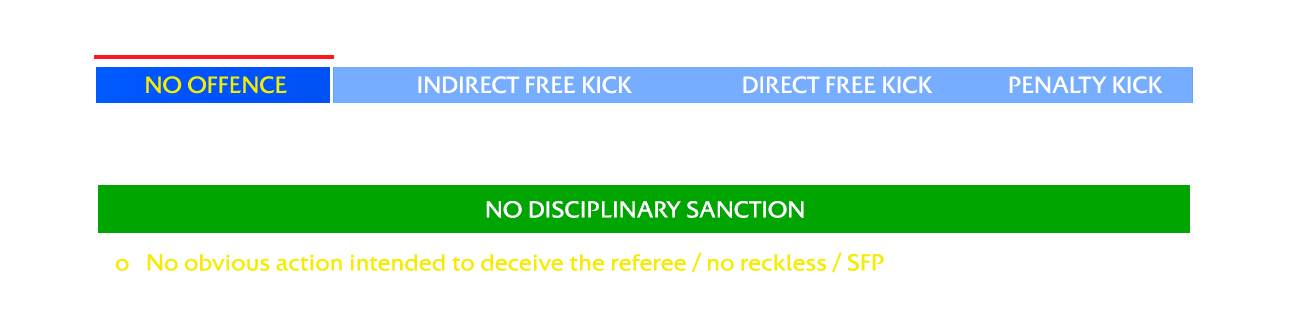 NO OFFENCE INDIRECT FREE KICK DIRECT FREE KICK PENALTY KICK
NO DISCIPLINARY SANCTION
o No obvious action intended to deceive the referee / no reckless / SFP